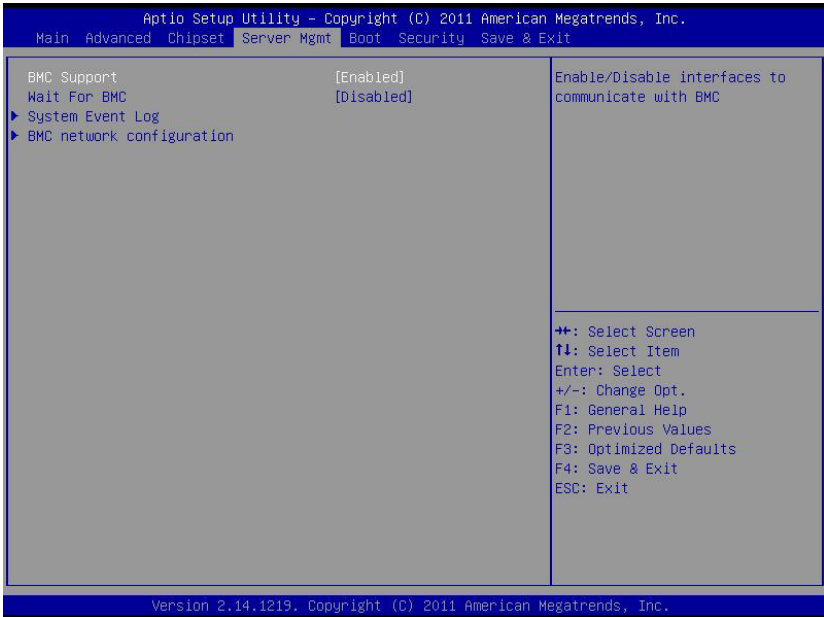 Aptio Setup Utility – Copyright (C) 2011 American Megatrends, Inc.
Main Advanced Chipset Server Mgmt Boot Security Save & Exit
BMC Support [Enabled]
Wait For BMC [Disabled]
▶ System Event Log
▶ BMC network configuration
Enable/Disable interfaces to
communicate with BMC
→←: Select Screen
↑↓: Select Item
Enter: Select
+/-: Change Opt.
F1: General Help
F2: Previous Values
F3: Optimized Defaults
F4: Save & Exit
ESC: Exit
Version 2.14.1219. Copyright (C) 2011 American Megatrends, Inc.